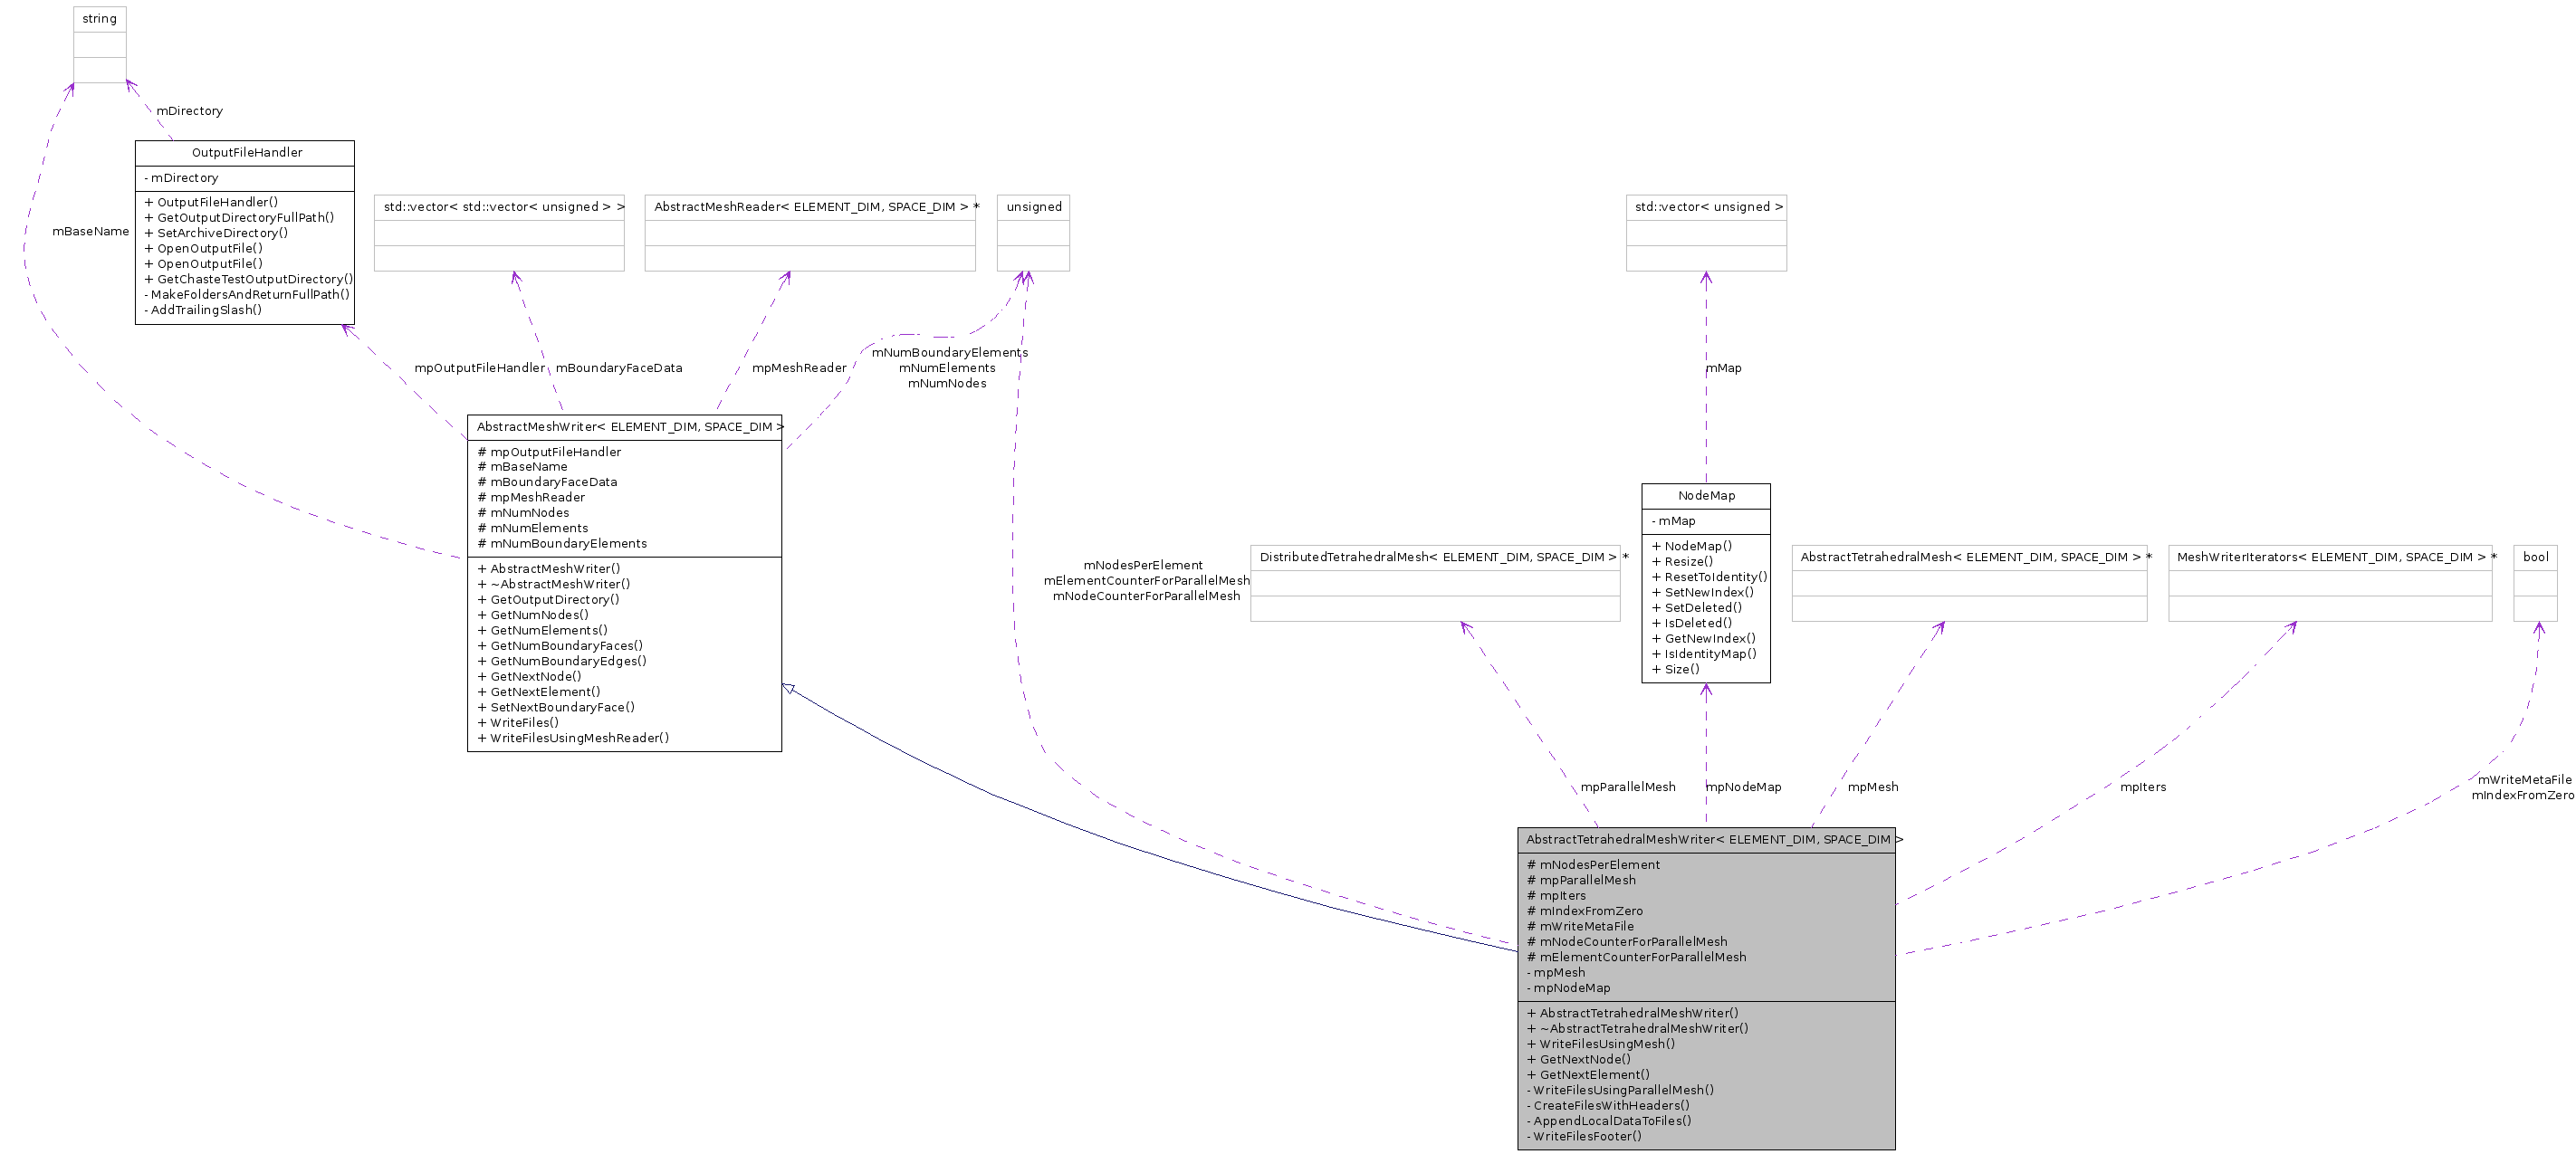 string
mDirectory
OutputFileHandler
- mDirectory
+ OutputFileHandler()
+ GetOutputDirectoryFullPath()
+ SetArchiveDirectory()
+ OpenOutputFile()
+ OpenOutputFile()
+ GetChasteTestOutputDirectory()
- MakeFoldersAndReturnFullPath()
- AddTrailingSlash()
mBaseName
std::vector< std::vector< unsigned > >
AbstractMeshReader< ELEMENT_DIM, SPACE_DIM > *
unsigned
std::vector< unsigned >
mpOutputFileHandler
mBoundaryFaceData
mpMeshReader
mNumBoundaryElements
mNumElements
mNumNodes
mMap
AbstractMeshWriter< ELEMENT_DIM, SPACE_DIM >
# mpOutputFileHandler
# mBaseName
# mBoundaryFaceData
# mpMeshReader
# mNumNodes
# mNumElements
# mNumBoundaryElements
+ AbstractMeshWriter()
+ ~AbstractMeshWriter()
+ GetOutputDirectory()
+ GetNumNodes()
+ GetNumElements()
+ GetNumBoundaryFaces()
+ GetNumBoundaryEdges()
+ GetNextNode()
+ GetNextElement()
+ SetNextBoundaryFace()
+ WriteFiles()
+ WriteFilesUsingMeshReader()
mNodesPerElement
mElementCounterForParallelMesh
mNodeCounterForParallelMesh
DistributedTetrahedralMesh< ELEMENT_DIM, SPACE_DIM > *
NodeMap
- mMap
+ NodeMap()
+ Resize()
+ ResetToIdentity()
+ SetNewIndex()
+ SetDeleted()
+ IsDeleted()
+ GetNewIndex()
+ IsIdentityMap()
+ Size()
AbstractTetrahedralMesh< ELEMENT_DIM, SPACE_DIM > *
MeshWriterIterators< ELEMENT_DIM, SPACE_DIM > *
bool
mpParallelMesh
mpNodeMap
mpMesh
mpIters
mWriteMetaFile
mIndexFromZero
AbstractTetrahedralMeshWriter< ELEMENT_DIM, SPACE_DIM >
# mNodesPerElement
# mpParallelMesh
# mpIters
# mIndexFromZero
# mWriteMetaFile
# mNodeCounterForParallelMesh
# mElementCounterForParallelMesh
- mpMesh
- mpNodeMap
+ AbstractTetrahedralMeshWriter()
+ ~AbstractTetrahedralMeshWriter()
+ WriteFilesUsingMesh()
+ GetNextNode()
+ GetNextElement()
- WriteFilesUsingParallelMesh()
- CreateFilesWithHeaders()
- AppendLocalDataToFiles()
- WriteFilesFooter()